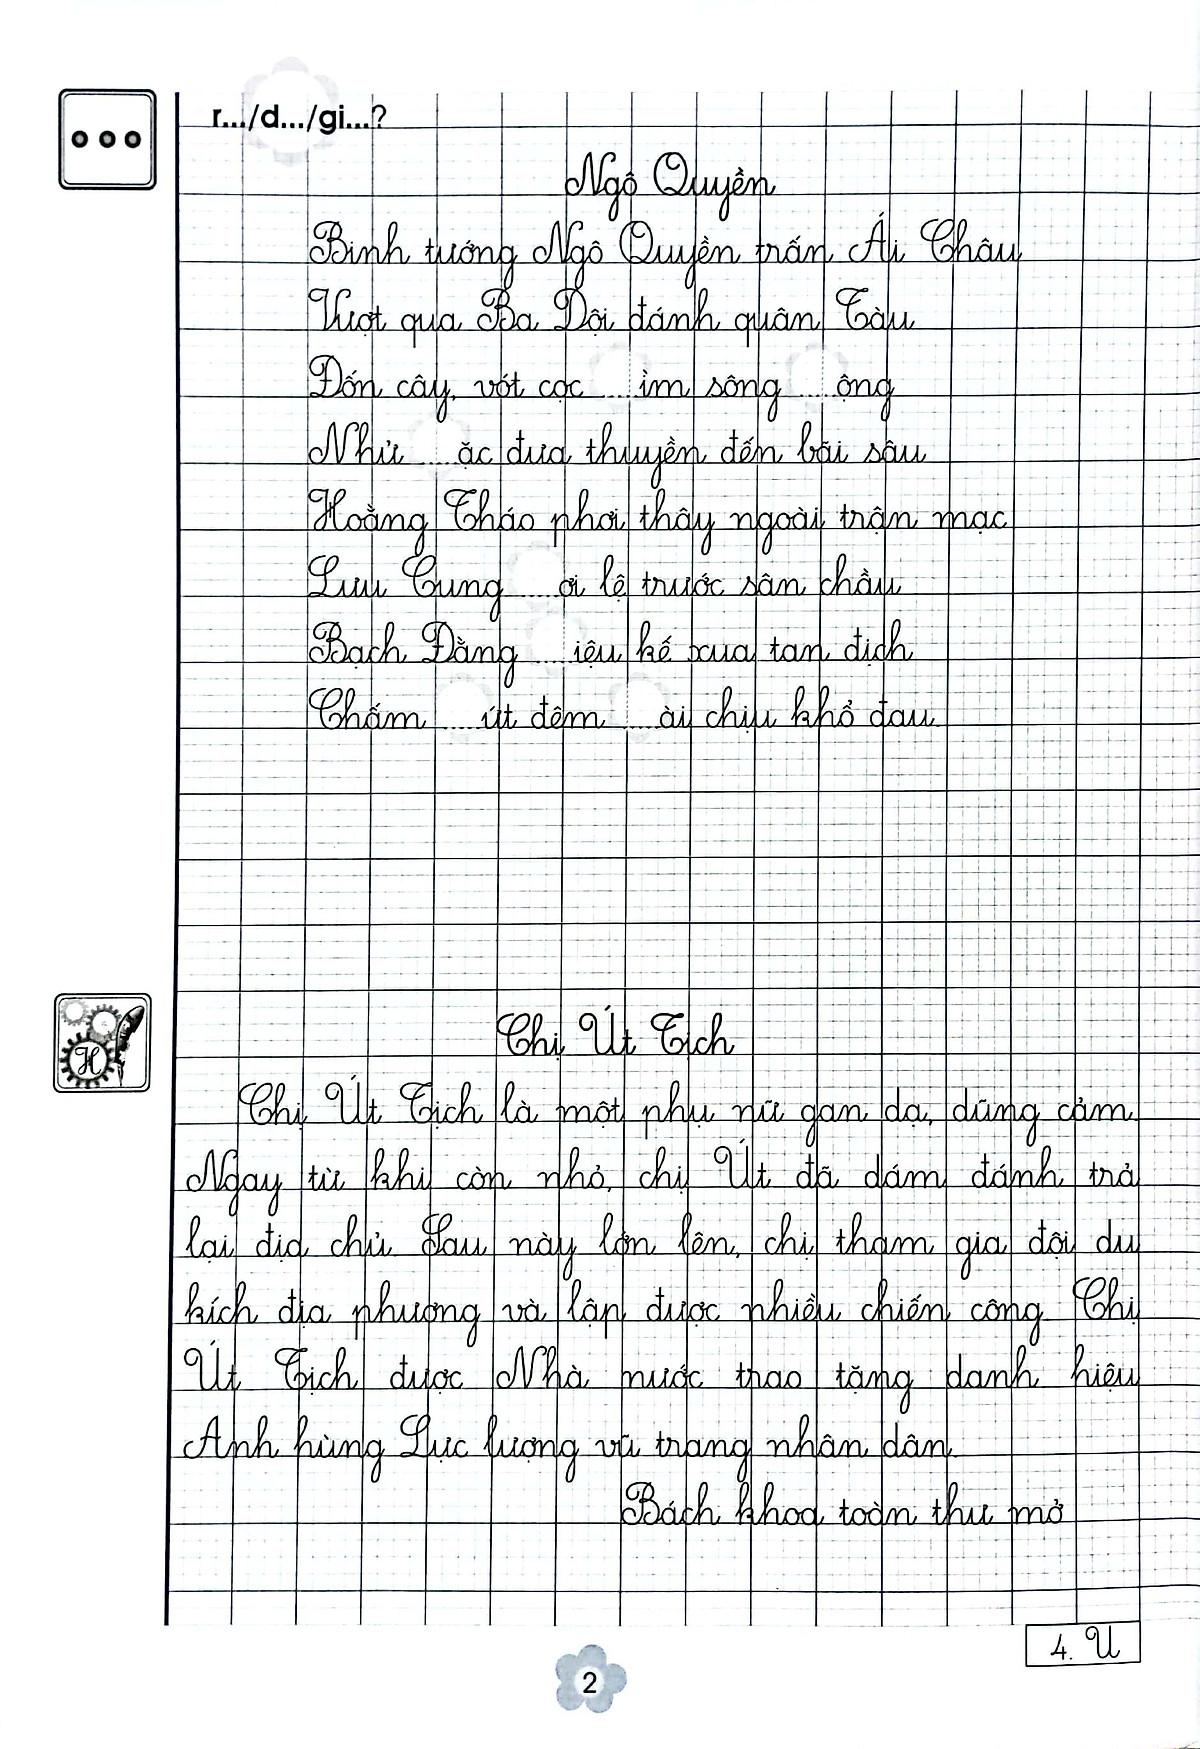 r.../d.../gi...?
Ngô Quyền
Binh tướng Ngô Quyền trấn Ái Châu
Vượt qua Ba Dội đánh quân Tàu
Đốn cây, vót cọc ...ìm sông ...ộng
Nhử ...ặc đưa thuyền đến bãi sâu
Hoằng Tháo phơi thây ngoài trận mạc
Lưu Cung ...ơi lệ trước sân chầu
Bạch Đằng ...iệu kế xua tan địch
Chấm ...út đêm ...ài chịu khổ đau.
H
Chị Út Tịch
Chị Út Tịch là một phụ nữ gan dạ, dũng cảm.
Ngay từ khi còn nhỏ, chị Út đã dám đánh trả
lại địa chủ. Sau này lớn lên, chị tham gia đội du
kích địa phương và lập được nhiều chiến công. Chị
Út Tịch được Nhà nước trao tặng danh hiệu
Anh hùng Lực lượng vũ trang nhân dân.
Bách khoa toàn thư mở
4. U
2